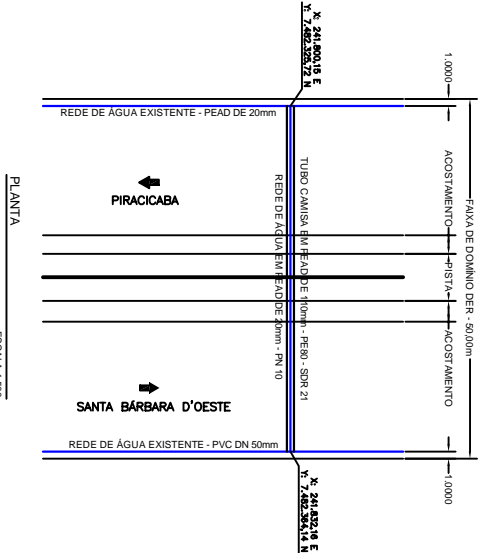 X: 241.800,15 E
Y: 7.482.325,72 N
1.0000
FAIXA DE DOMÍNIO DER - 50,00m
ACOSTAMENTO
PISTA
ACOSTAMENTO
1.0000
REDE DE ÁGUA EXISTENTE - PEAD DE 20mm
TUBO CAMISA EM PEAD DE 110mm - PE80 - SDR 21
REDE DE ÁGUA EM PEAD DE 20mm - PN 10
PIRACICABA
SANTA BÁRBARA D'OESTE
REDE DE ÁGUA EXISTENTE - PVC DN 50mm
X: 241.832,16 E
Y: 7.482.364,14 N
PLANTA